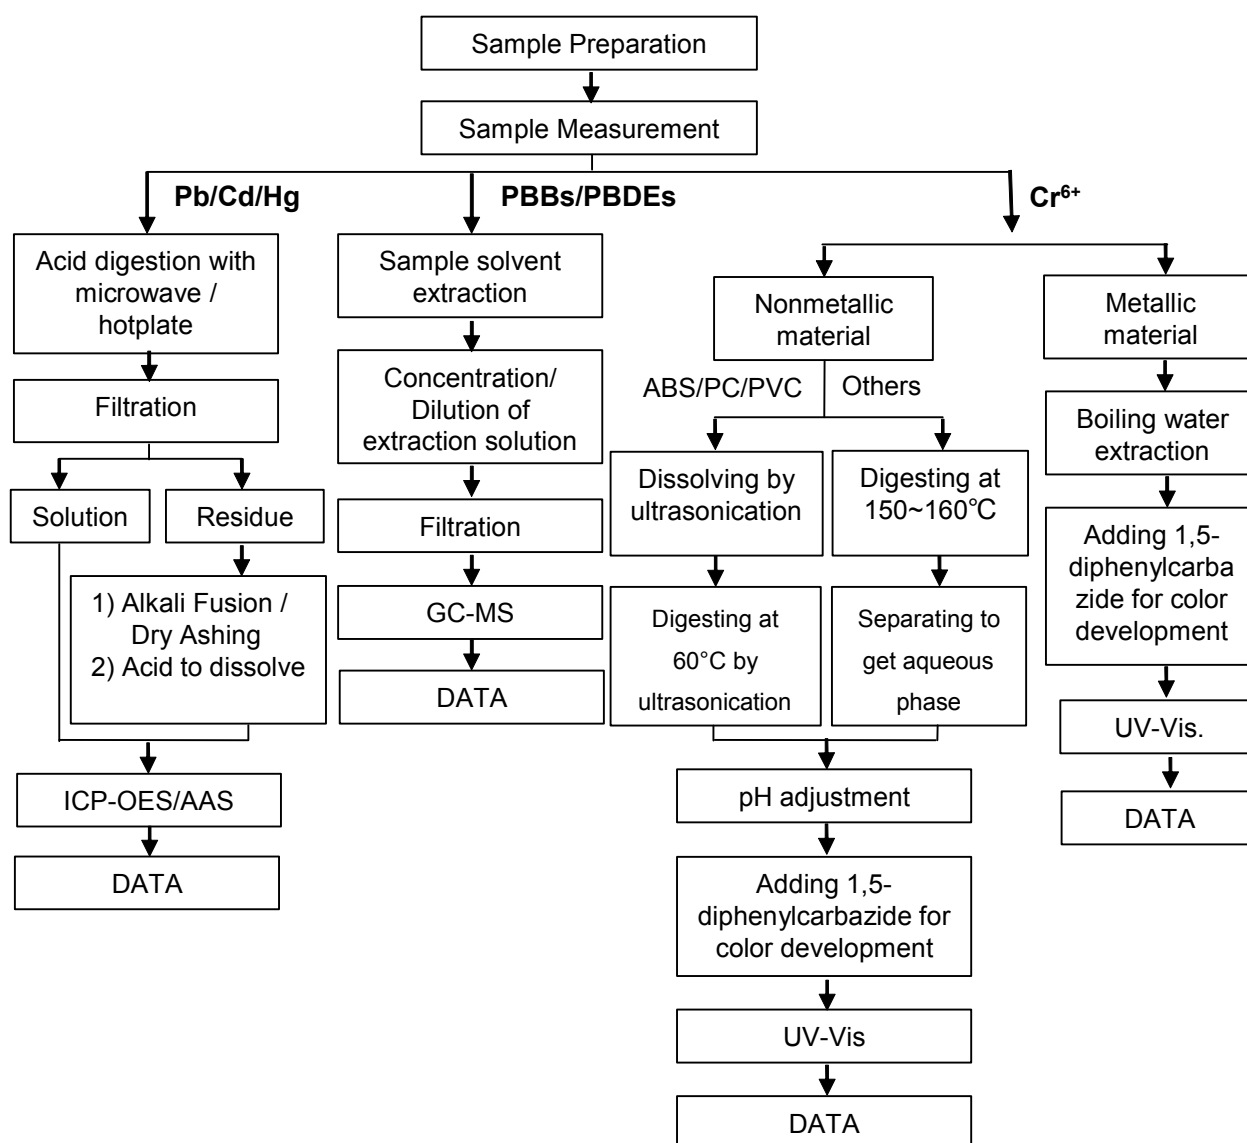 Sample Preparation
Sample Measurement
Pb/Cd/Hg
PBBs/PBDEs
Cr⁶⁺
Acid digestion with
microwave /
hotplate
Filtration
Solution
Residue
1) Alkali Fusion /
Dry Ashing
2) Acid to dissolve
ICP-OES/AAS
DATA
Sample solvent
extraction
Concentration/
Dilution of
extraction solution
Filtration
GC-MS
DATA
Nonmetallic
material
ABS/PC/PVC
Others
Dissolving by
ultrasonication
Digesting at
60°C by
ultrasonication
Digesting at
150~160℃
Separating to
get aqueous
phase
pH adjustment
Adding 1,5-
diphenylcarbazide for
color development
UV-Vis
DATA
Metallic
material
Boiling water
extraction
Adding 1,5-
diphenylcarba
zide for color
development
UV-Vis.
DATA